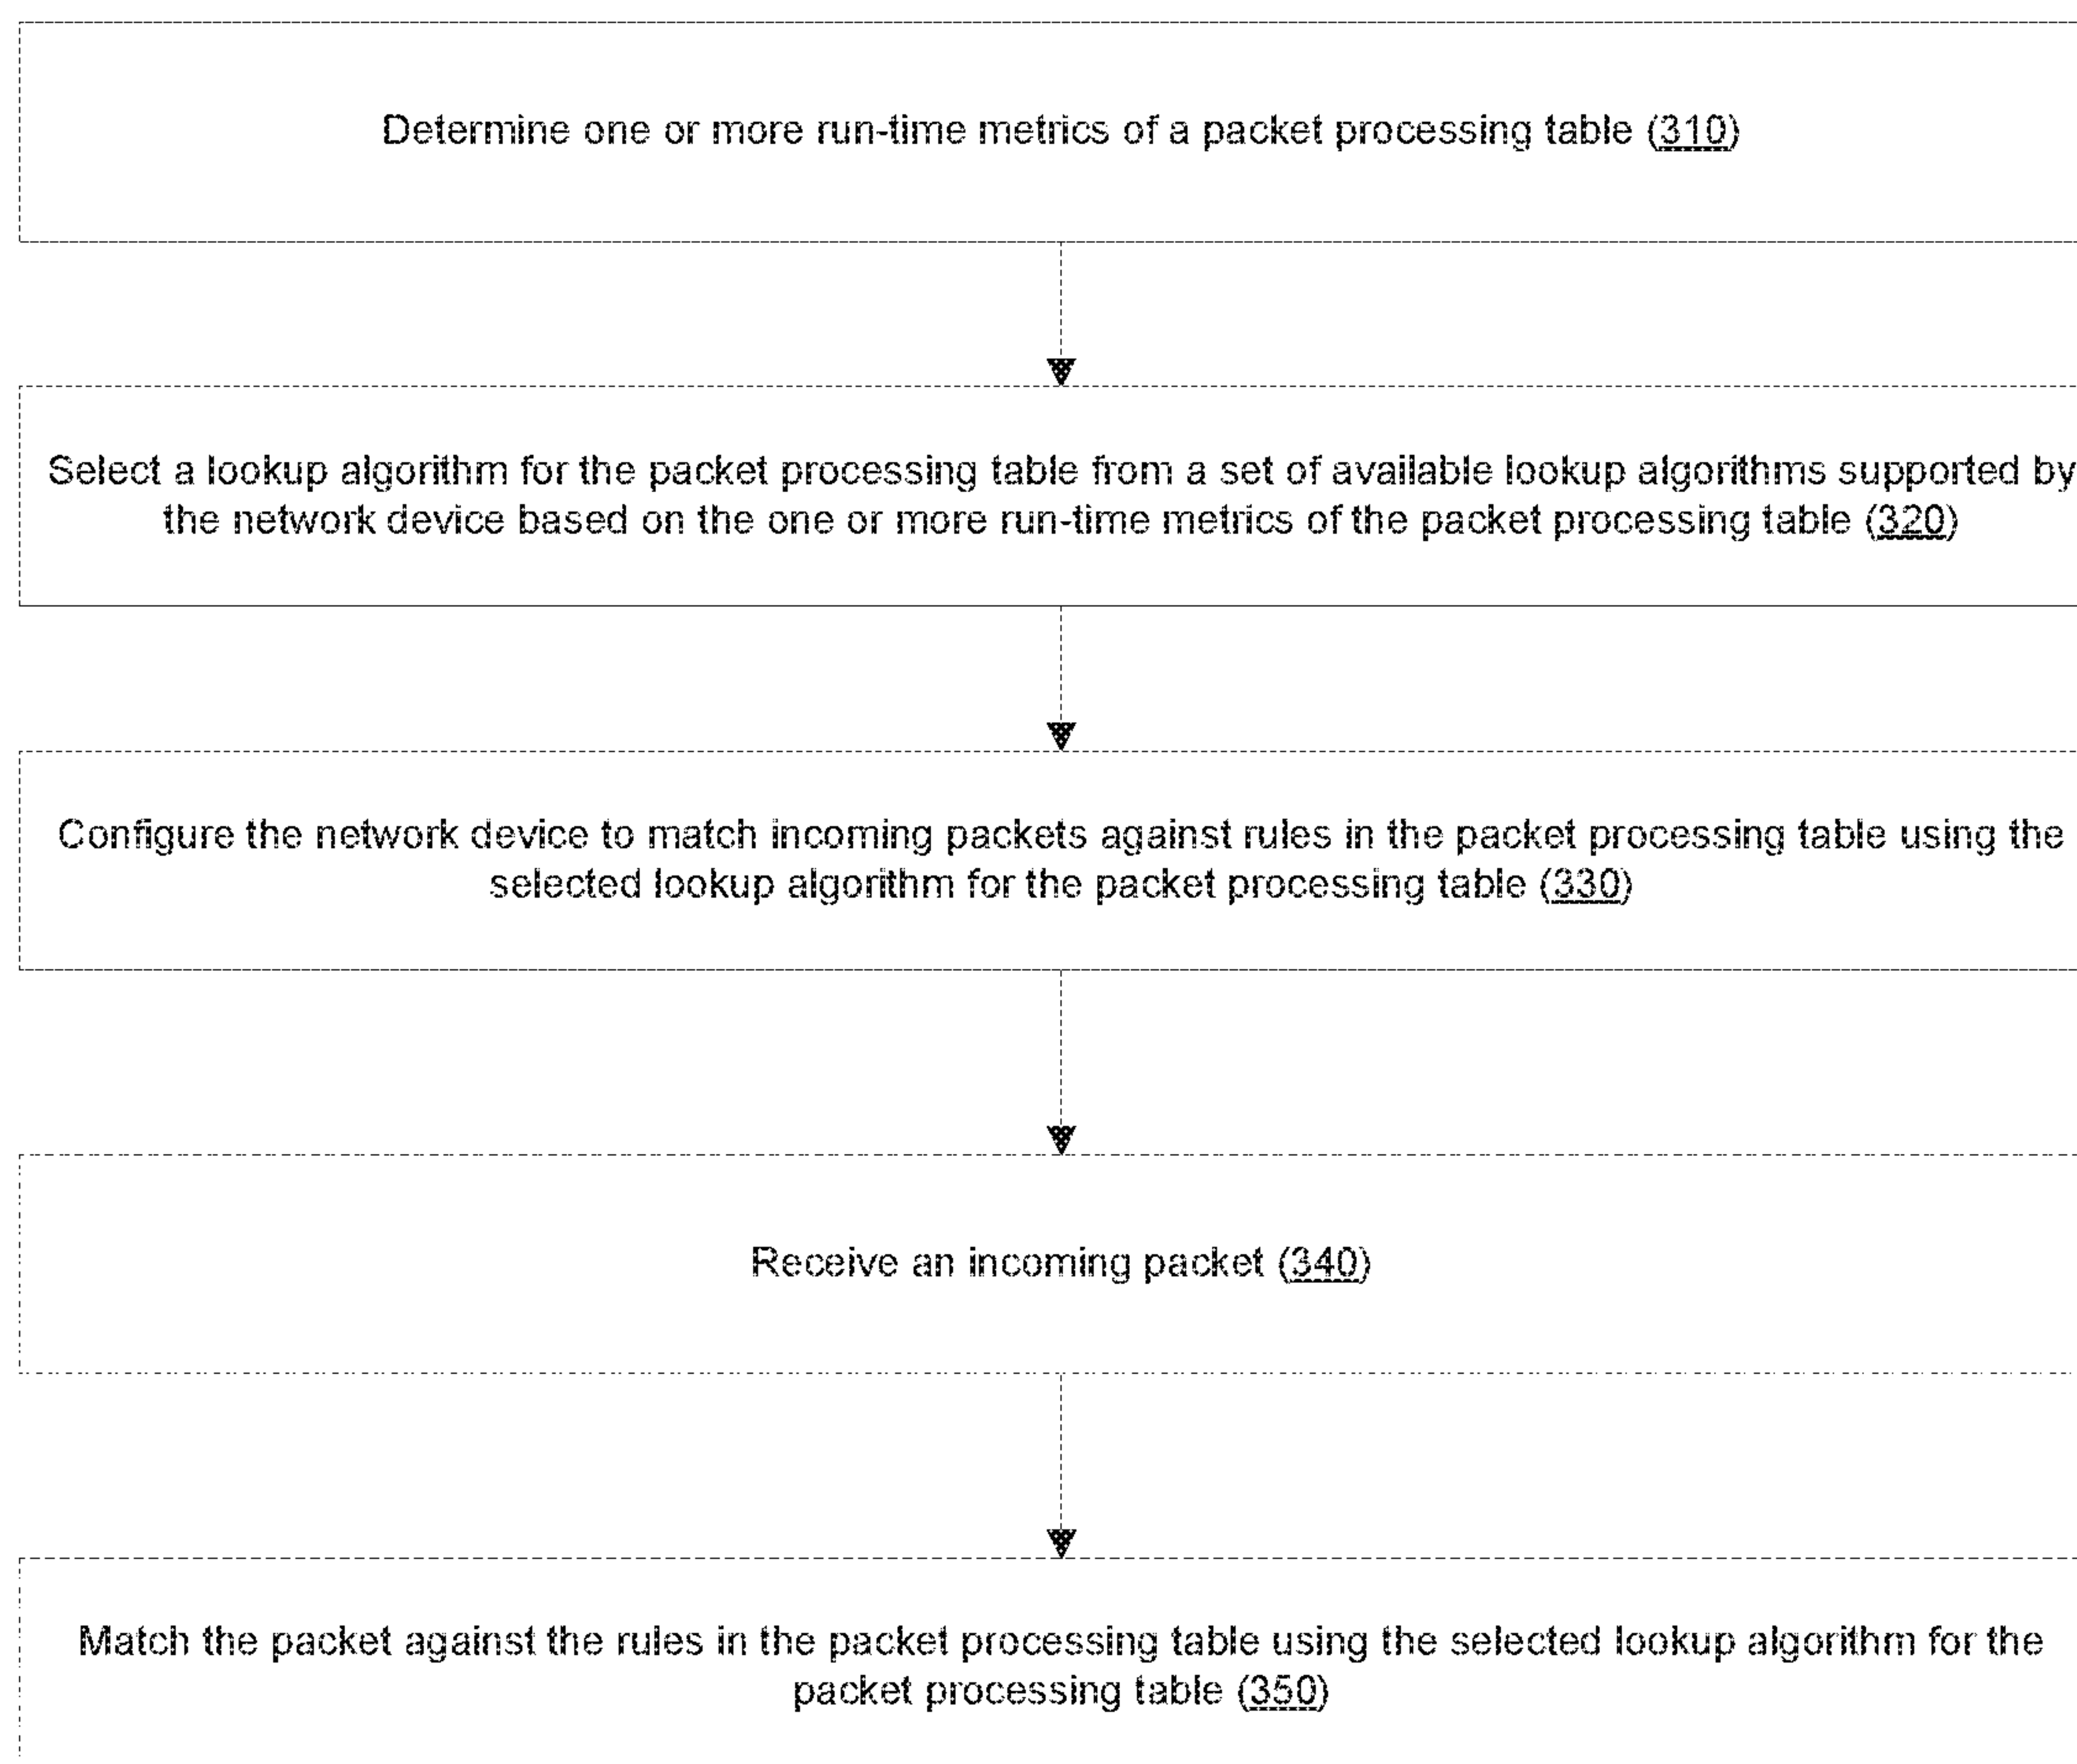 Determine one or more run-time metrics of a packet processing table (310)
Select a lookup algorithm for the packet processing table from a set of available lookup algorithms supported by
the network device based on the one or more run-time metrics of the packet processing table (320)
Configure the network device to match incoming packets against rules in the packet processing table using the
selected lookup algorithm for the packet processing table (330)
Receive an incoming packet (340)
Match the packet against the rules in the packet processing table using the selected lookup algorithm for the
packet processing table (350)